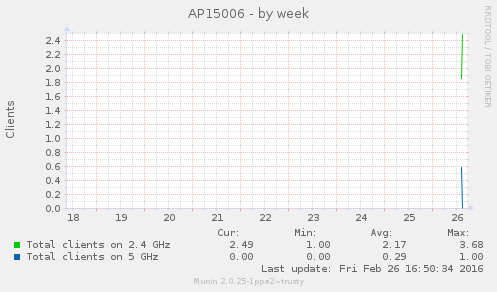 AP15006 - by week
RRDTOOL / TOBI OETIKER
Clients
2.4
2.2
2.0
1.8
1.6
1.4
1.2
1.0
0.8
0.6
0.4
0.2
0.0
18 19 20 21 22 23 24 25 26
Cur: Min: Avg: Max:
Total clients on 2.4 GHz 2.49 1.00 2.17 3.68
Total clients on 5 GHz 0.00 0.00 0.29 1.00
Last update: Fri Feb 26 16:50:34 2016
Munin 2.0.25-1ppa2~trusty